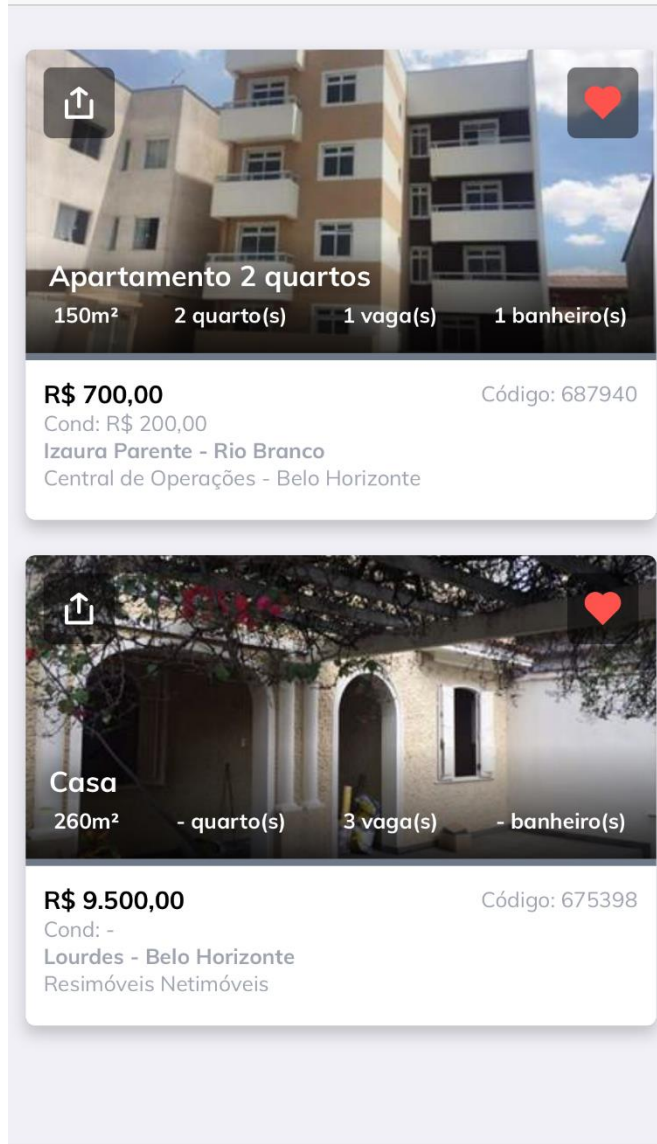 Apartamento 2 quartos
150m² 2 quarto(s) 1 vaga(s) 1 banheiro(s)
R$ 700,00 Código: 687940
Cond: R$ 200,00
Izaura Parente - Rio Branco
Central de Operações - Belo Horizonte
Casa
260m² - quarto(s) 3 vaga(s) - banheiro(s)
R$ 9.500,00 Código: 675398
Cond: -
Lourdes - Belo Horizonte
Resimóveis Netimóveis